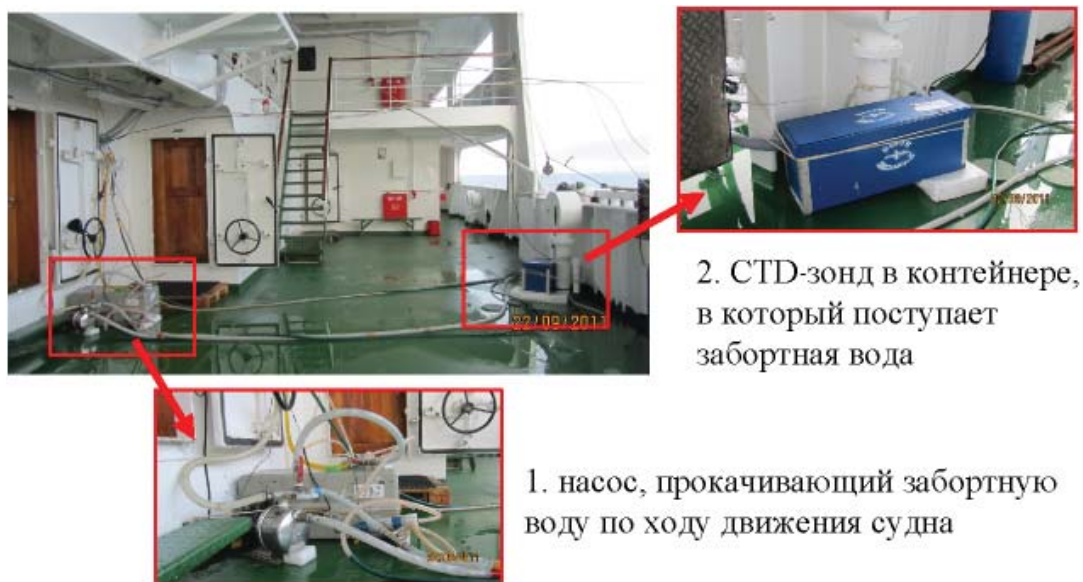 22/09/2011
2. CTD-зонд в контейнере,
в который поступает
забортная вода
1. насос, прокачивающий забортную
воду по ходу движения судна